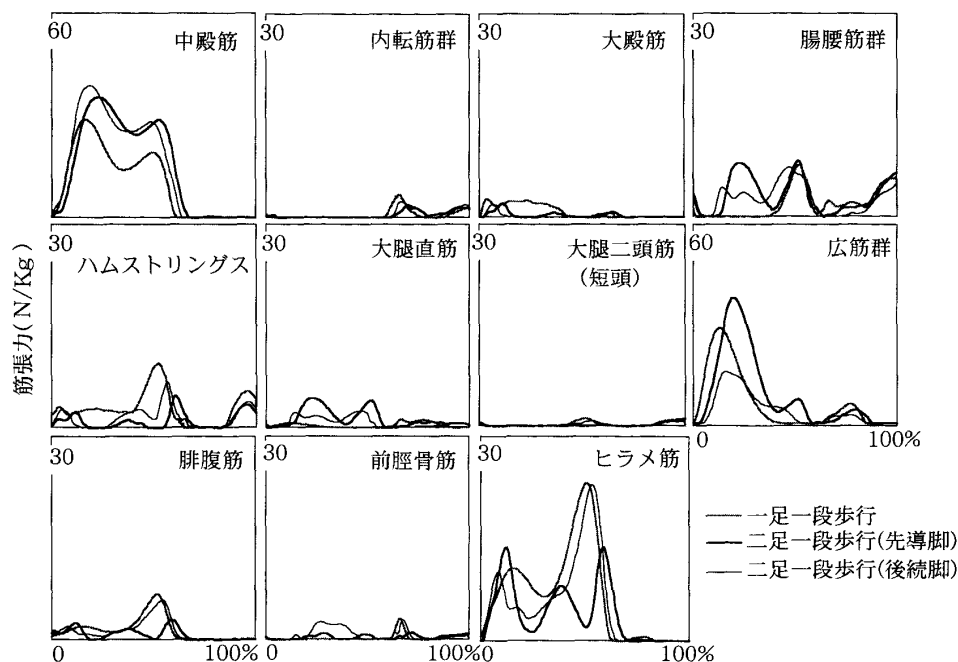 60 中殿筋 30 内転筋群 30 大殿筋 30 腸腰筋群
30 ハムストリングス 30 大腿直筋 30 大腿二頭筋 60 広筋群
(短頭)
0 100%
30 腓腹筋 30 前脛骨筋 30 ヒラメ筋
一足一段歩行
二足一段歩行(先導脚)
二足一段歩行(後続脚)
0 100% 0 100% 0 100%
筋張力(N/Kg)